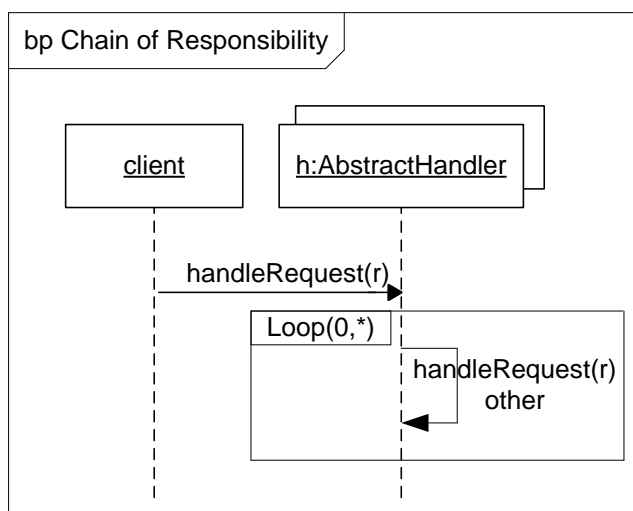 bp Chain of Responsibility
client
h:AbstractHandler
handleRequest(r)
Loop(0,*)
handleRequest(r)
other